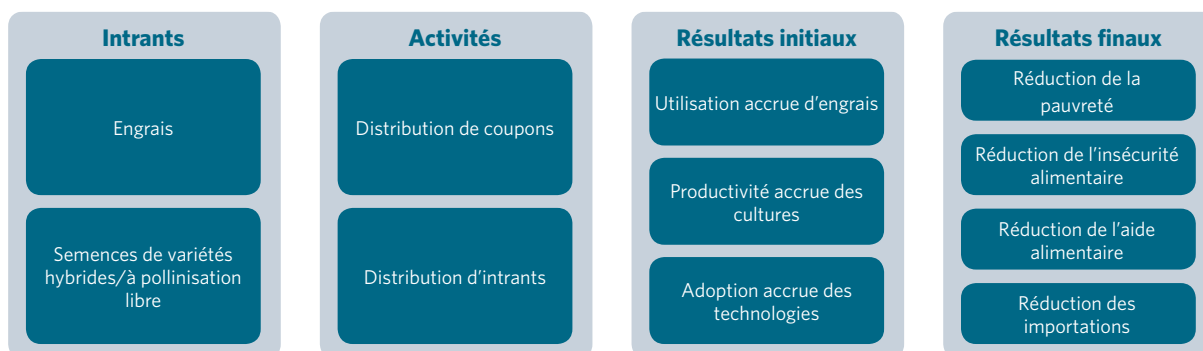 Intrants
Engrais
Semences de variétés
hybrides/à pollinisation
libre
Activités
Distribution de coupons
Distribution d'intrants
Résultats initiaux
Utilisation accrue d'engrais
Productivité accrue des
cultures
Adoption accrue des
technologies
Résultats finaux
Réduction de la
pauvreté
Réduction de l'insécurité
alimentaire
Réduction de l'aide
alimentaire
Réduction des
importations